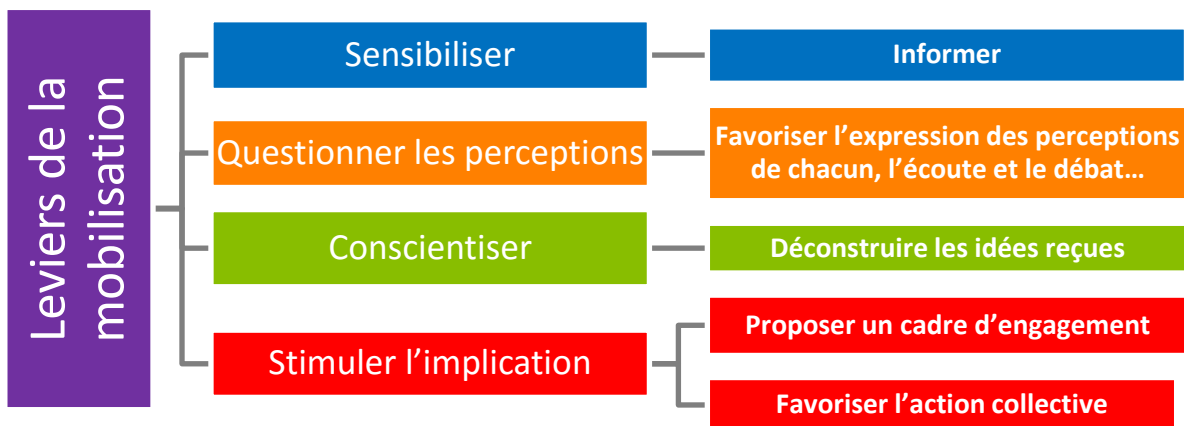 Leviers de la
mobilisation
Sensibiliser
Informer
Questionner les perceptions
Favoriser l’expression des perceptions
de chacun, l’écoute et le débat…
Conscientiser
Déconstruire les idées reçues
Stimuler l’implication
Proposer un cadre d’engagement
Favoriser l’action collective